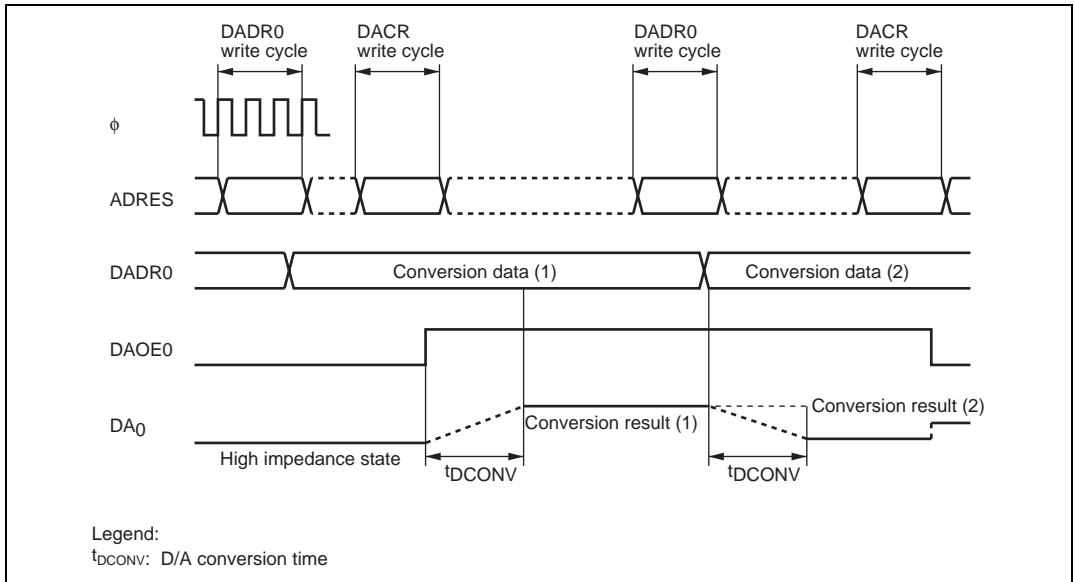 DADR0
write cycle
DACR
write cycle
DADR0
write cycle
DACR
write cycle
φ
ADRES
DADR0
Conversion data (1)
Conversion data (2)
DAOE0
DA0
Conversion result (1)
Conversion result (2)
High impedance state
tDCONV
tDCONV
Legend:
tDCONV: D/A conversion time